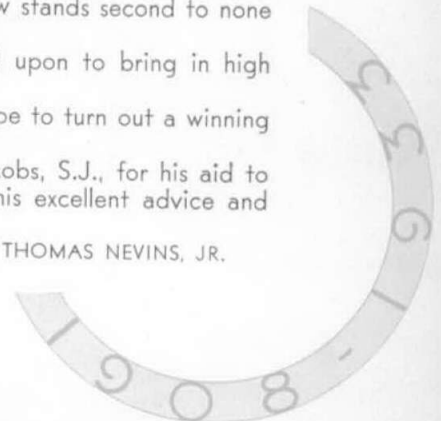 w stands second to none
upon to bring in high
to turn out a winning
obs, S.J., for his aid to
his excellent advice and
THOMAS NEVINS, JR.
1908-1933